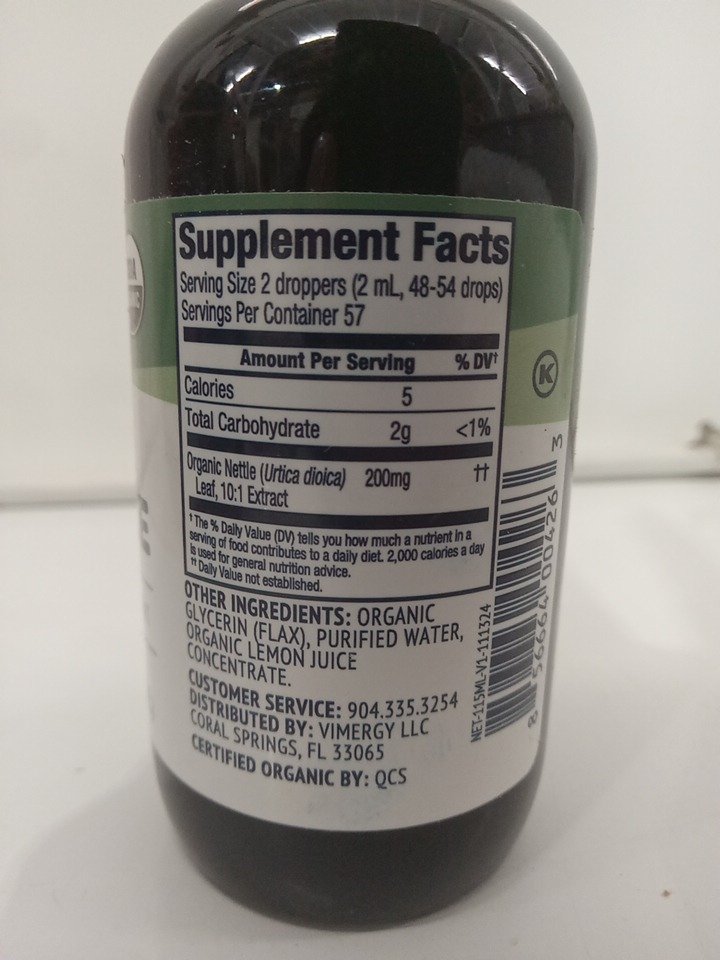 Supplement Facts
Serving Size 2 droppers (2 mL, 48-54 drops)
Servings Per Container 57
Amount Per Serving % DV†
Calories 5
Total Carbohydrate 2g <1%
Organic Nettle (Urtica dioica) 200mg ††
Leaf, 10:1 Extract
† The % Daily Value (DV) tells you how much a nutrient in a
serving of food contributes to a daily diet. 2,000 calories a day
is used for general nutrition advice.
†† Daily Value not established.
OTHER INGREDIENTS: ORGANIC
GLYCERIN (FLAX), PURIFIED WATER,
ORGANIC LEMON JUICE
CONCENTRATE.
CUSTOMER SERVICE: 904.335.3254
DISTRIBUTED BY: VIMERGY LLC
CORAL SPRINGS, FL 33065
CERTIFIED ORGANIC BY: QCS
K
NET-115ML-V1-111324
8 56664 00426 3